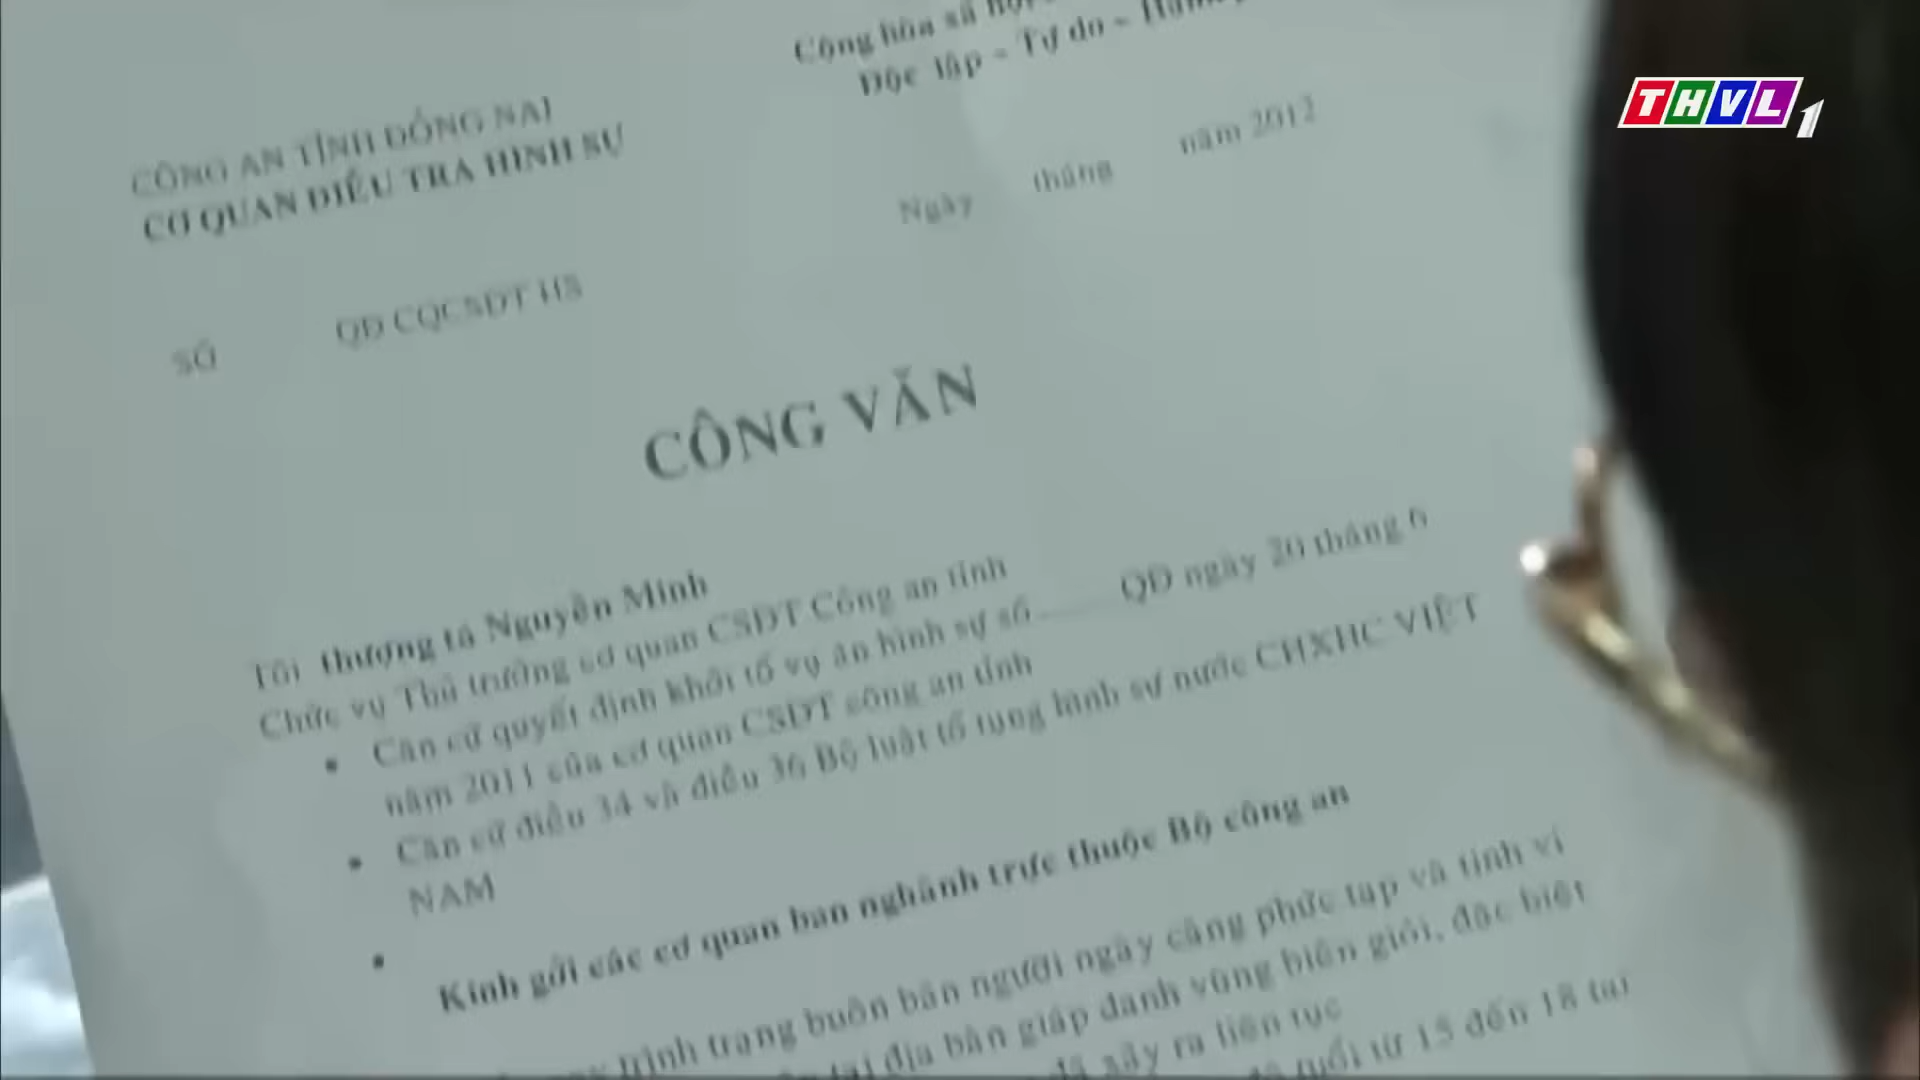 Cộng hòa xã hội
Độc lập - Tự do -
THVL1
CÔNG AN TỈNH ĐỒNG NAI
CƠ QUAN ĐIỀU TRA HÌNH SỰ
Ngày tháng năm 2012
SỐ QĐ CQCSĐT HS
CÔNG VĂN
Tôi thượng tá Nguyễn Minh
Chức vụ Thủ trưởng cơ quan CSĐT Công an tỉnh
• Căn cứ quyết định khởi tố vụ án hình sự số QĐ ngày 20 tháng 6
năm 2011 của cơ quan CSĐT công an tỉnh
• Căn cứ điều 34 và điều 36 Bộ luật tố tụng hình sự nước CHXHC VIỆT
NAM
• Kính gởi các cơ quan ban nghành trực thuộc Bộ công an
trình trạng buôn bán người ngày càng phức tạp và tinh vi
tại địa bàn giáp danh vùng biên giới, đặc biệt
đã xảy ra liên tục
độ tuổi từ 15 đến 18 tại